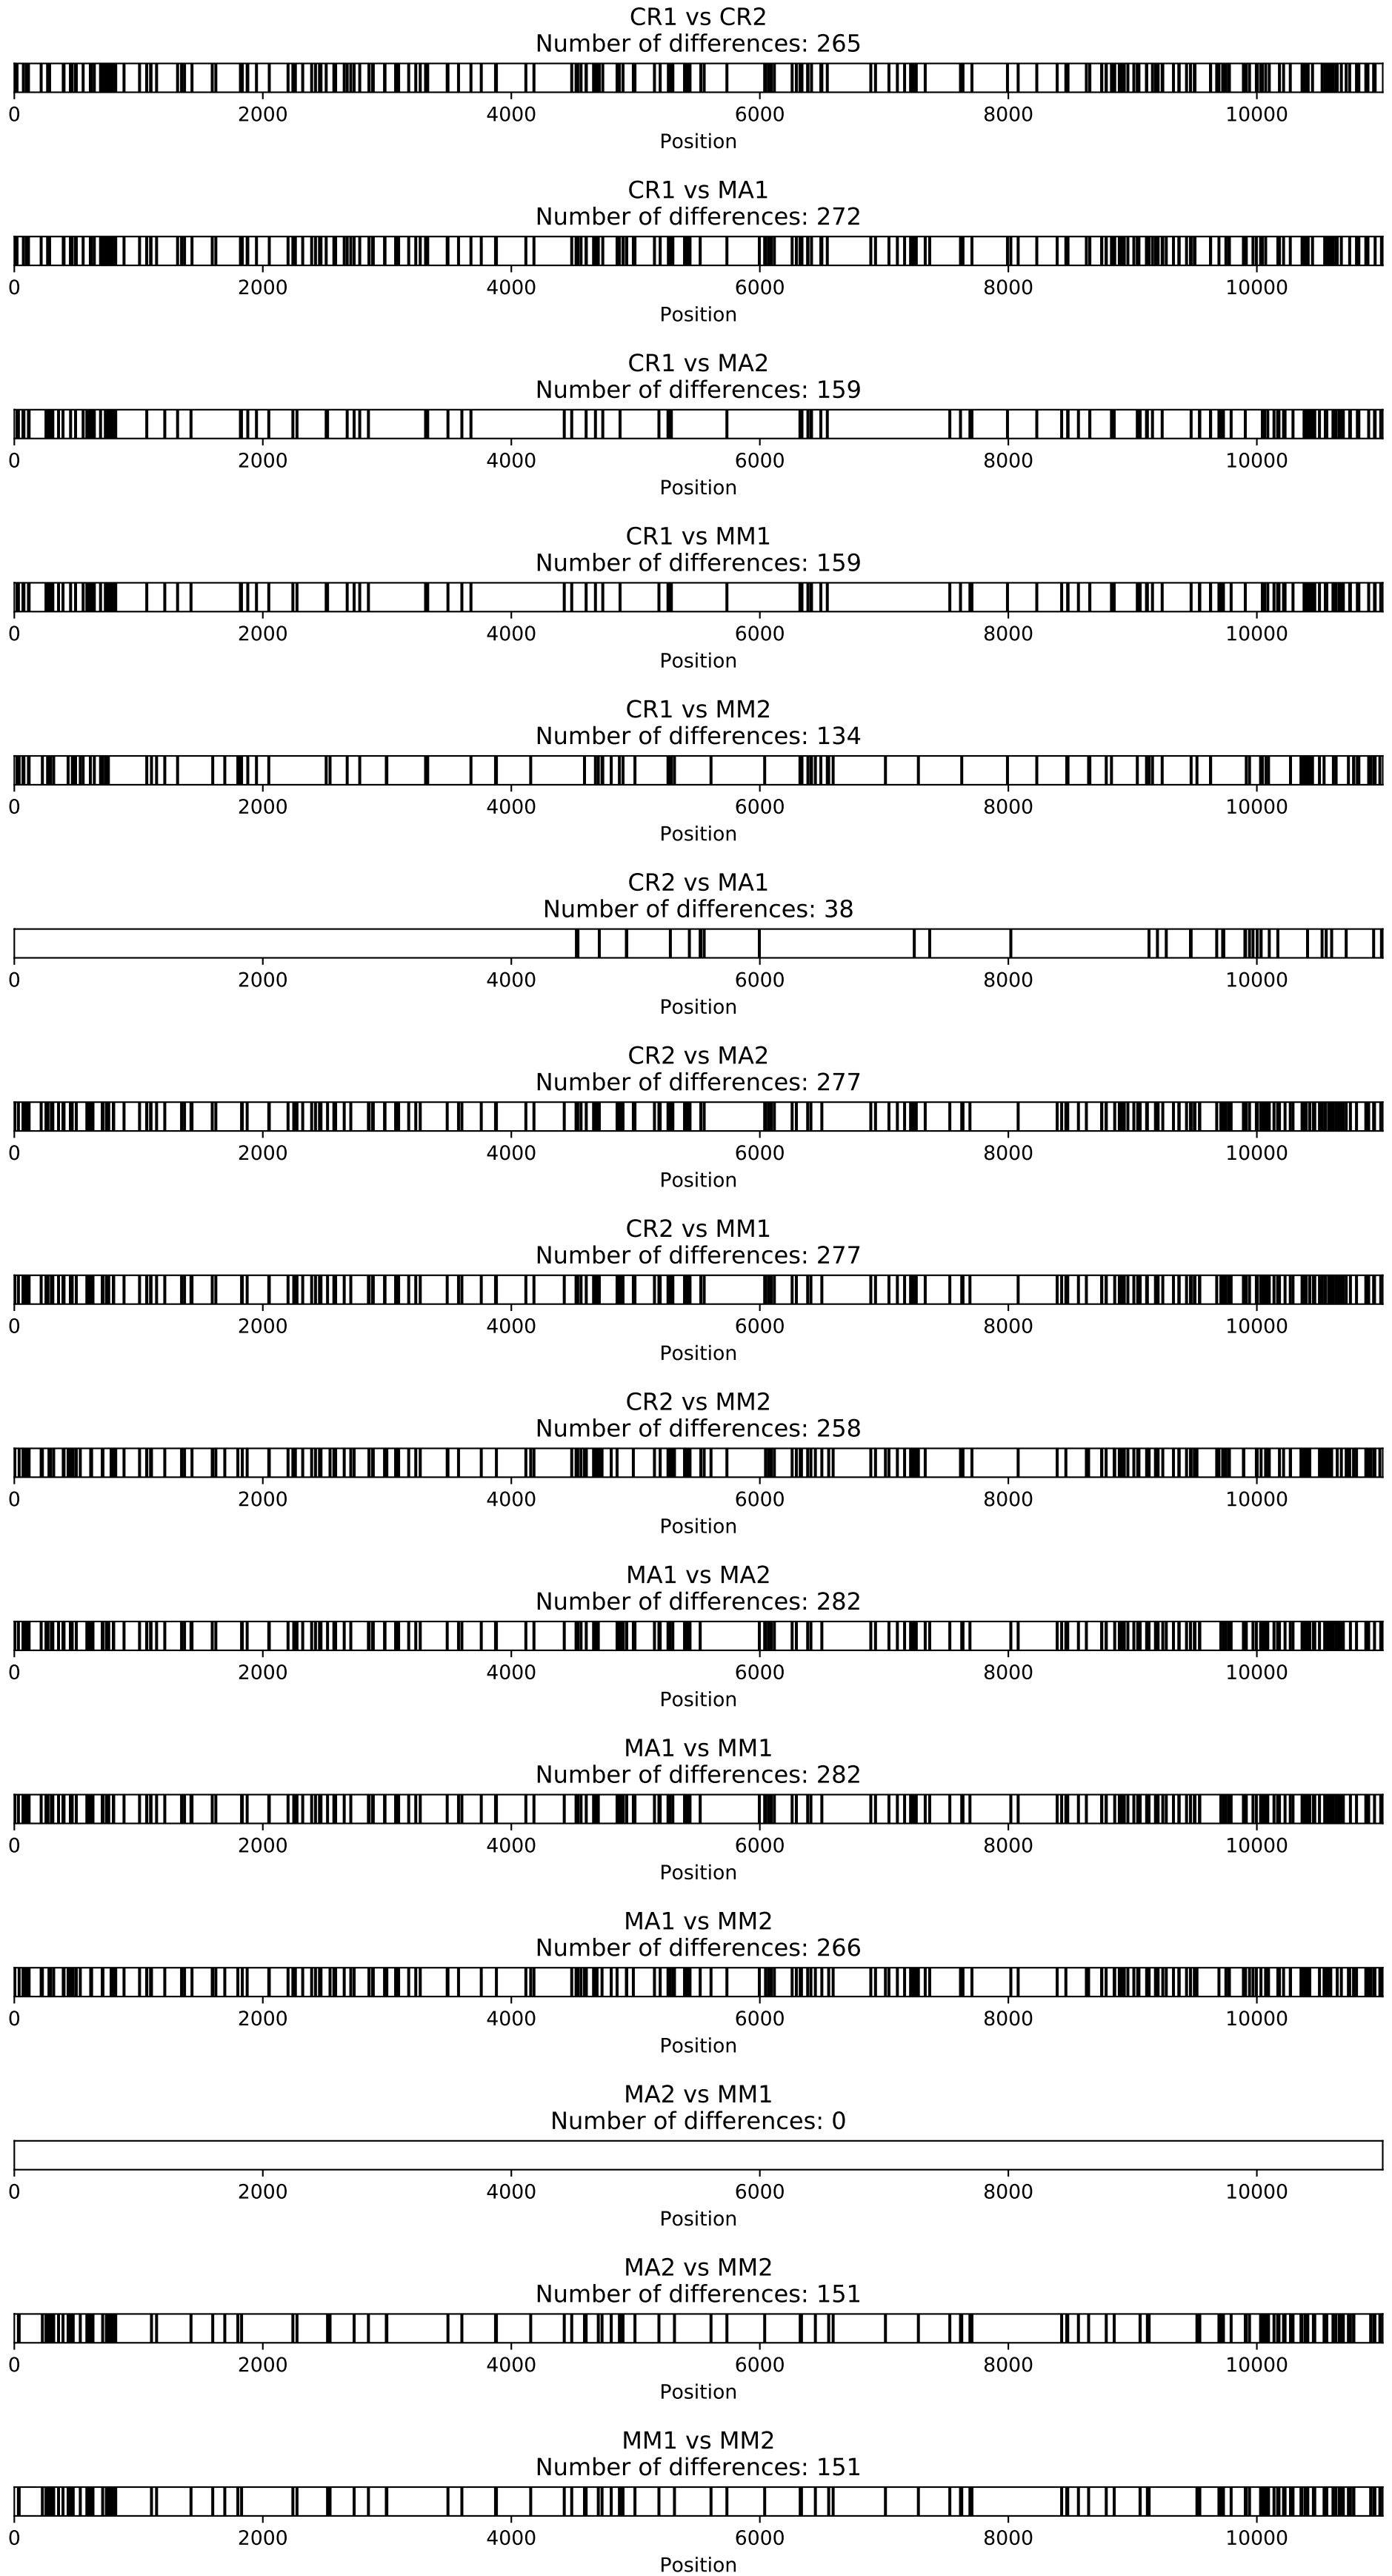 CR1 vs CR2
Number of differences: 265
0 2000 4000 6000 8000 10000
Position
CR1 vs MA1
Number of differences: 272
0 2000 4000 6000 8000 10000
Position
CR1 vs MA2
Number of differences: 159
0 2000 4000 6000 8000 10000
Position
CR1 vs MM1
Number of differences: 159
0 2000 4000 6000 8000 10000
Position
CR1 vs MM2
Number of differences: 134
0 2000 4000 6000 8000 10000
Position
CR2 vs MA1
Number of differences: 38
0 2000 4000 6000 8000 10000
Position
CR2 vs MA2
Number of differences: 277
0 2000 4000 6000 8000 10000
Position
CR2 vs MM1
Number of differences: 277
0 2000 4000 6000 8000 10000
Position
CR2 vs MM2
Number of differences: 258
0 2000 4000 6000 8000 10000
Position
MA1 vs MA2
Number of differences: 282
0 2000 4000 6000 8000 10000
Position
MA1 vs MM1
Number of differences: 282
0 2000 4000 6000 8000 10000
Position
MA1 vs MM2
Number of differences: 266
0 2000 4000 6000 8000 10000
Position
MA2 vs MM1
Number of differences: 0
0 2000 4000 6000 8000 10000
Position
MA2 vs MM2
Number of differences: 151
0 2000 4000 6000 8000 10000
Position
MM1 vs MM2
Number of differences: 151
0 2000 4000 6000 8000 10000
Position